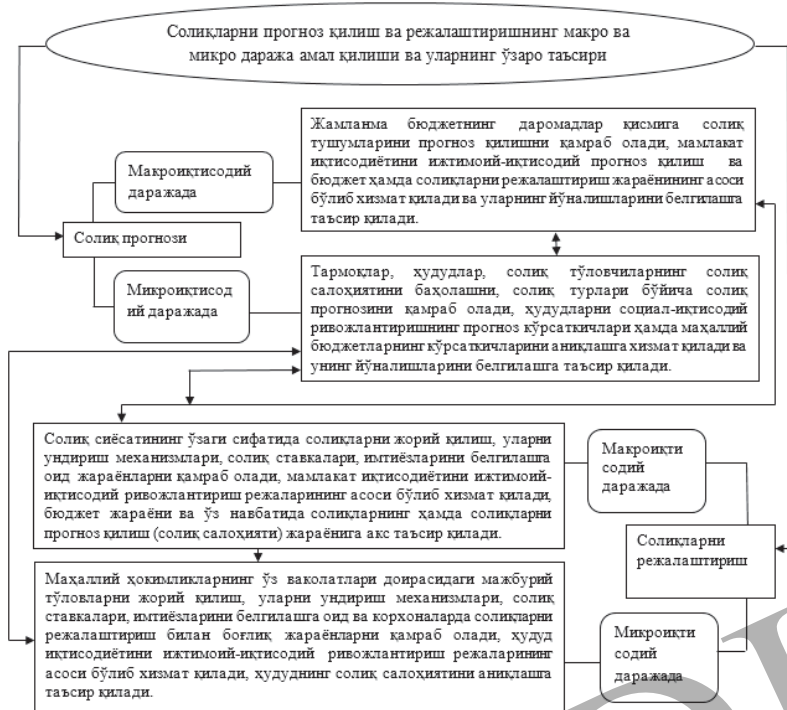 Солиқларни прогноз қилиш ва режалаштиришнинг макро ва
микро даража амал қилиши ва уларнинг ўзаро таъсири
Жамланма бюджетнинг даромадлар қисмига солиқ
тушумларини прогноз қилишни қамраб олади, мамлакат
иқтисодиётини ижтимоий-иқтисодий прогноз қилиш ва
бюджет ҳамда солиқларни режалаштириш жараёнининг асоси
бўлиб хизмат қилади ва уларнинг йўналишларини белгилашга
таъсир қилади.
Макроиқтисодий
даражада
Солиқ прогнози
Микроиқтисод
ий даражада
Тармоқлар, ҳудудлар, солиқ тўловчиларнинг солиқ
салоҳиятини баҳолашни, солиқ турлари бўйича солиқ
прогнозини қамраб олади, ҳудудларни социал-иқтисодий
ривожлантиришнинг прогноз кўрсаткичлари ҳамда маҳаллий
бюджетларнинг кўрсаткичларини аниқлашга хизмат қилади ва
унинг йўналишларини белгилашга таъсир қилади.
Солиқ сиёсатининг ўзаги сифатида солиқларни жорий қилиш, уларни
ундириш механизмлари, солиқ ставкалари, имтиёзларини белгилашга
оид жараёнларни қамраб олади, мамлакат иқтисодиётини ижтимоий-
иқтисодий ривожлантириш режаларининг асоси бўлиб хизмат қилади,
бюджет жараёни ва ўз навбатида солиқларнинг ҳамда солиқларни
прогноз қилиш (солиқ салоҳияти) жараёнига акс таъсир қилади.
Макроиқти
содий
даражада
Солиқларни
режалаштириш
Маҳаллий ҳокимликларнинг ўз ваколатлари доирасидаги мажбурий
тўловларни жорий қилиш, уларни ундириш механизмлари, солиқ
ставкалари, имтиёзларини белгилашга оид ва корхоналарда солиқларни
режалаштириш билан боғлиқ жараёнларни қамраб олади, ҳудуд
иқтисодиётини ижтимоий-иқтисодий ривожлантириш режаларининг
асоси бўлиб хизмат қилади, ҳудуднинг солиқ салоҳиятини аниқлашга
таъсир қилади.
Микроиқти
содий
даражада